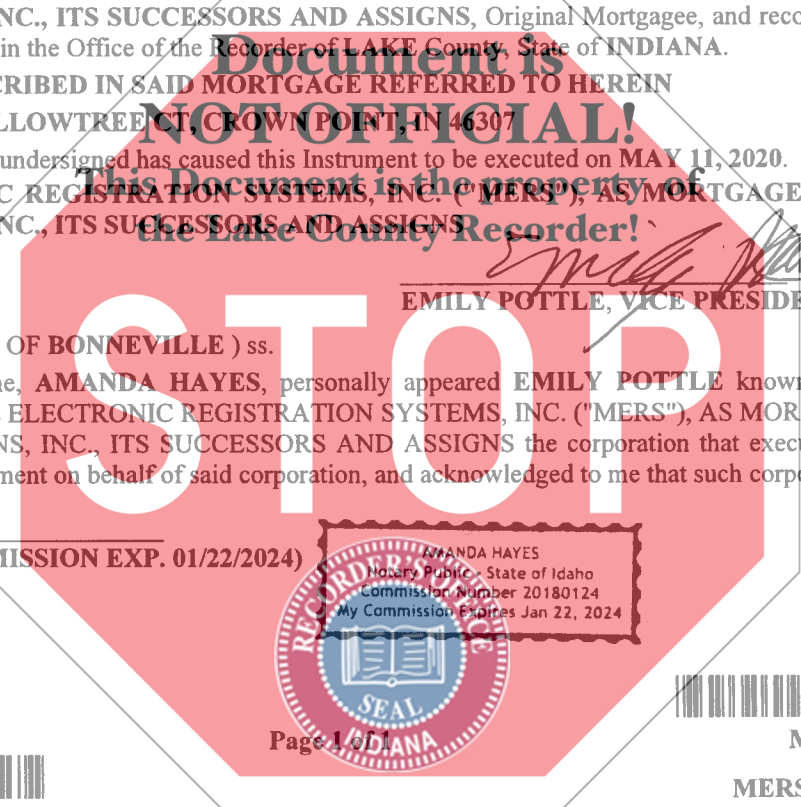 NC., ITS SUCCESSORS AND ASSIGNS, Original Mortgagee, and reco
in the Office of the Recorder of LAKE County, State of INDIANA.
Document is
CRIBED IN SAID MORTGAGE REFERRED TO HEREIN
NOT OFFICIAL!
LLOWTREE CT, CROWN POINT, IN 46307
undersigned has caused this Instrument to be executed on MAY 11, 2020.
This Document is the property of
C REGISTRATION SYSTEMS, INC. ("MERS"), AS MORTGAGE
the Lake County Recorder!
NC., ITS SUCCESSORS AND ASSIGNS
EMILY POTTLE, VICE PRESIDE
STOP
OF BONNEVILLE ) ss.
ne, AMANDA HAYES, personally appeared EMILY POTTLE known
ELECTRONIC REGISTRATION SYSTEMS, INC. ("MERS"), AS MOR
NS, INC., ITS SUCCESSORS AND ASSIGNS the corporation that execu
ment on behalf of said corporation, and acknowledged to me that such corpo
MISSION EXP. 01/22/2024)
AMANDA HAYES
Notary Public - State of Idaho
Commission Number 20180124
My Commission Expires Jan 22, 2024
RECORDER'S OFFICE
SEAL
INDIANA
Page 1 of 1
M
MERS